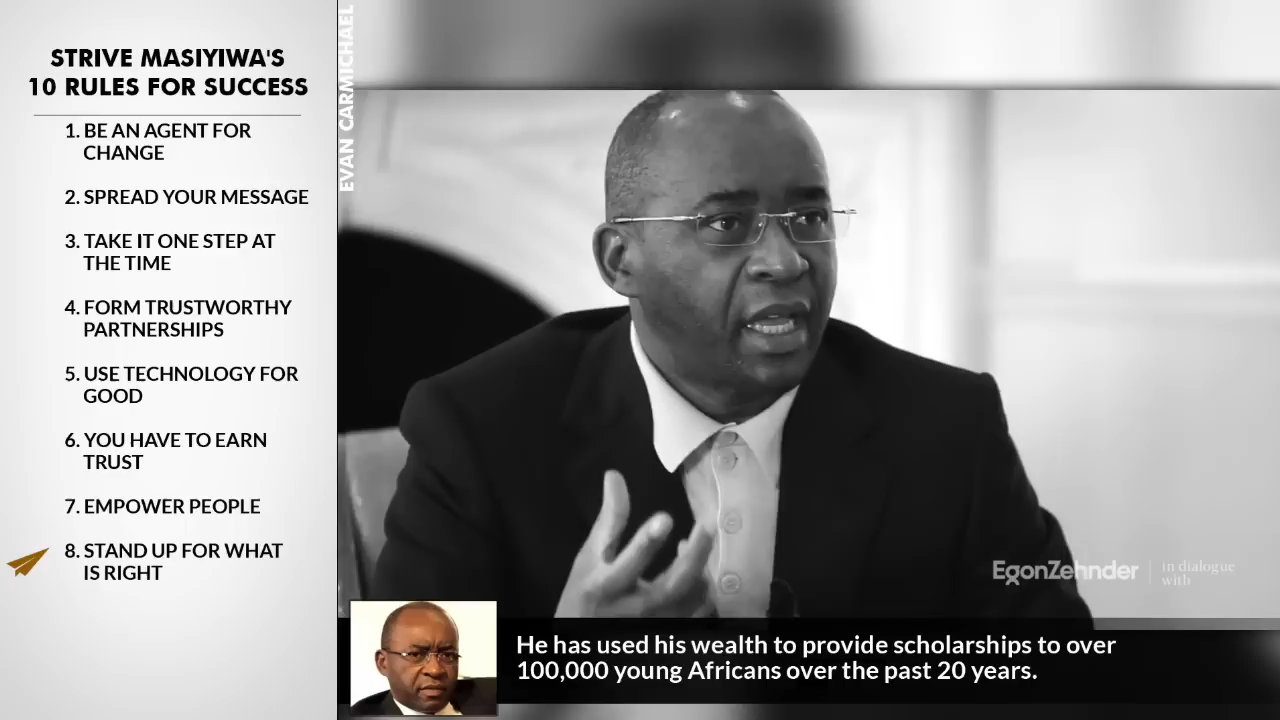 STRIVE MASIYIWA'S
10 RULES FOR SUCCESS
1. BE AN AGENT FOR
CHANGE
2. SPREAD YOUR MESSAGE
3. TAKE IT ONE STEP AT
THE TIME
4. FORM TRUSTWORTHY
PARTNERSHIPS
5. USE TECHNOLOGY FOR
GOOD
6. YOU HAVE TO EARN
TRUST
7. EMPOWER PEOPLE
8. STAND UP FOR WHAT
IS RIGHT
EVAN CARMICHAEL
EgonZehnder
in dialogue
with
He has used his wealth to provide scholarships to over
100,000 young Africans over the past 20 years.